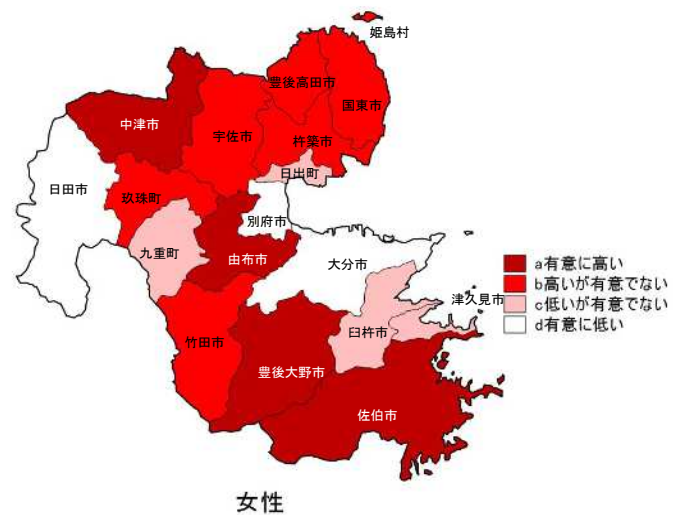 姫島村
豊後高田市
国東市
中津市
宇佐市
杵築市
日出町
日田市
玖珠町
別府市
九重町
由布市
大分市
津久見市
臼杵市
竹田市
豊後大野市
佐伯市
a有意に高い
b高いが有意でない
c低いが有意でない
d有意に低い
女性